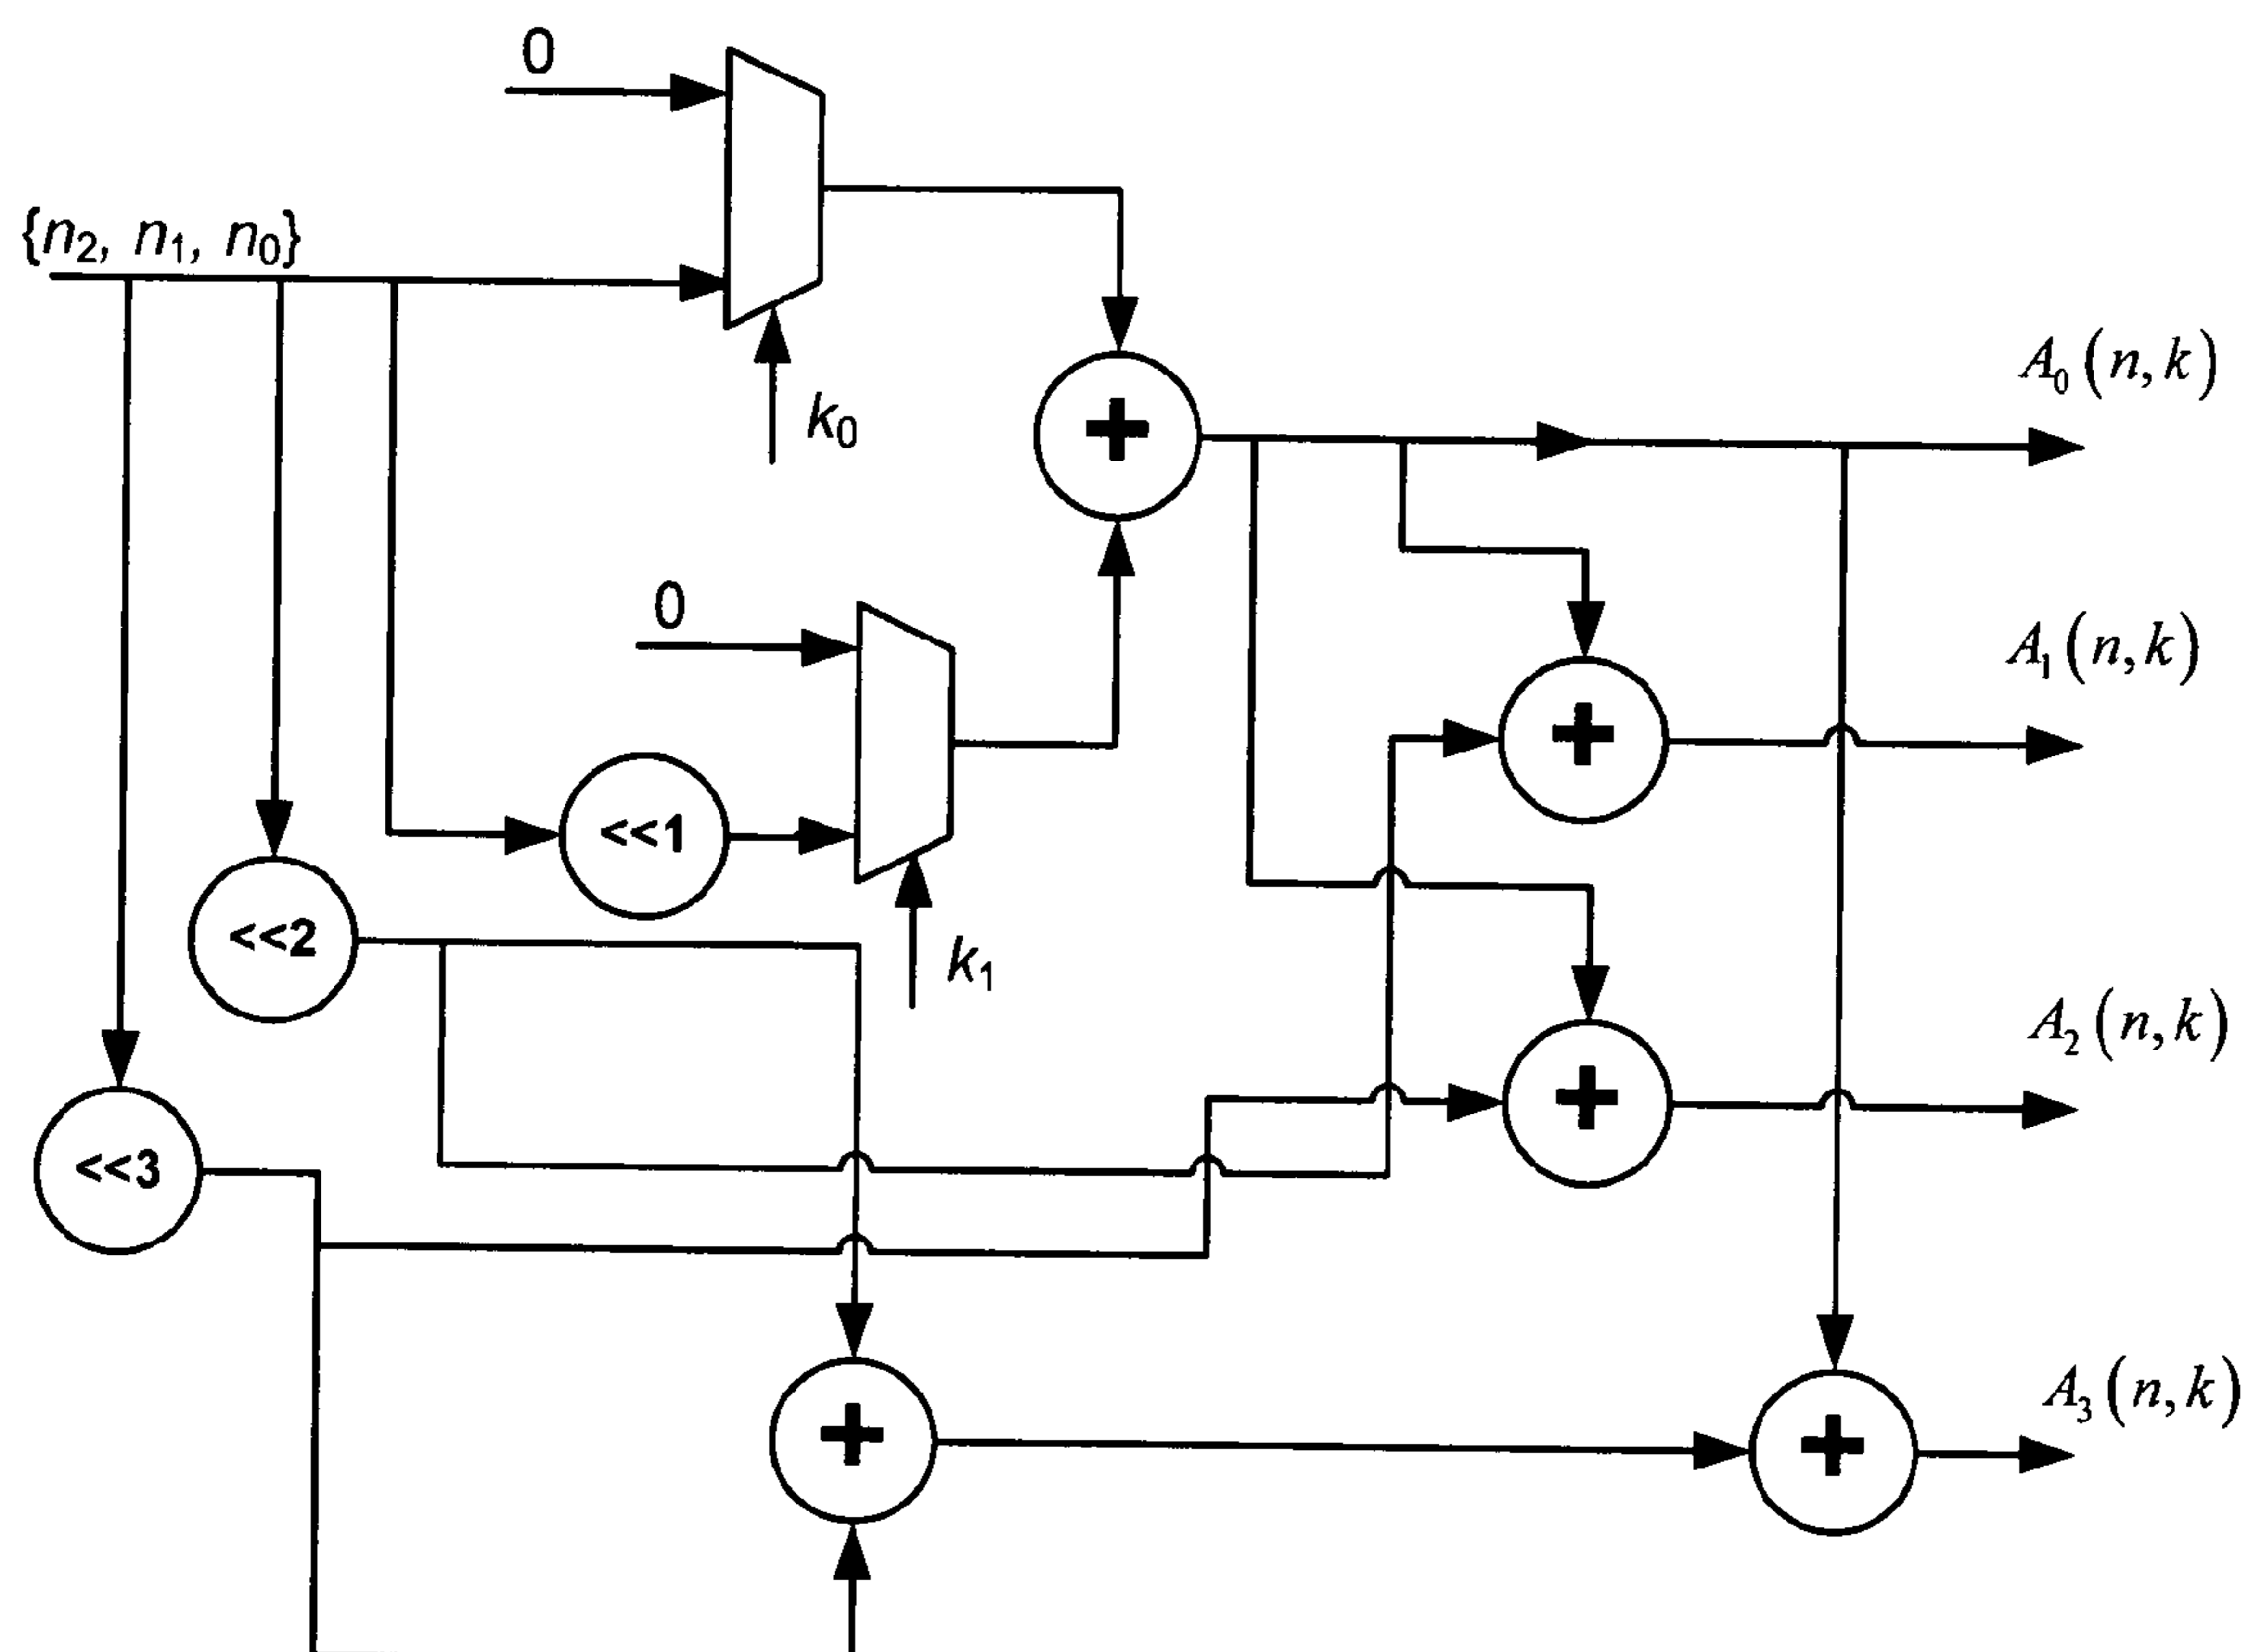 0
{n₂, n₁, n₀}
k₀
A₀(n,k)
+
0
A₁(n,k)
+
<<1
<<2
k₁
A₂(n,k)
+
<<3
A₃(n,k)
+
+